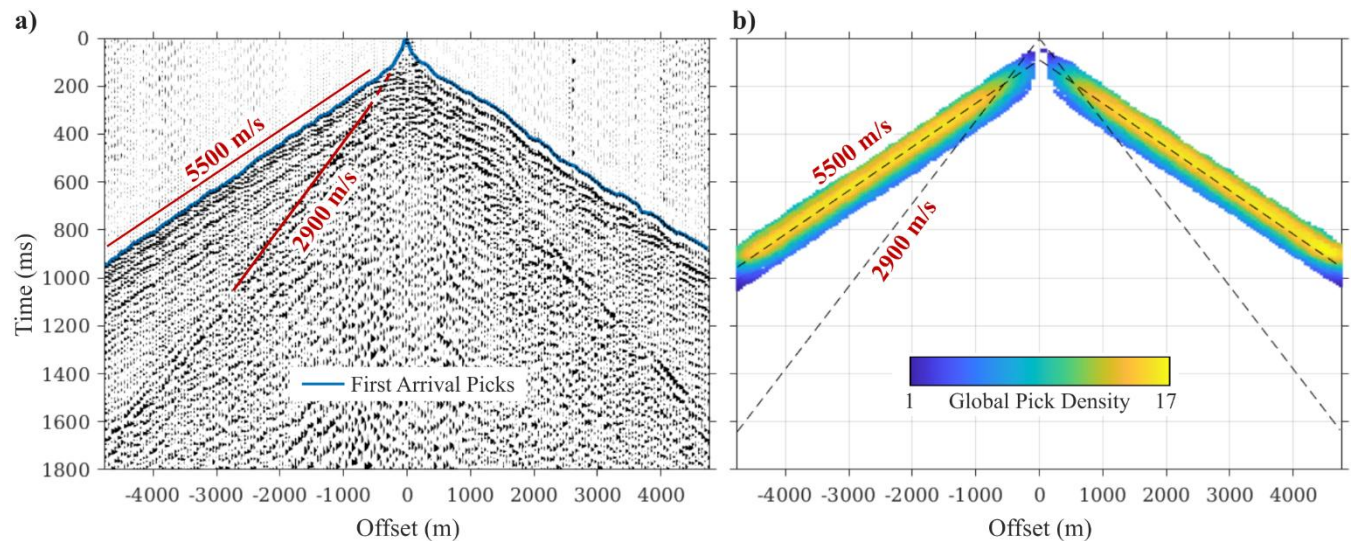 a)
0
200
400
600
800
1000
1200
1400
1600
1800
Time (ms)
5500 m/s
2900 m/s
First Arrival Picks
-4000 -3000 -2000 -1000 0 1000 2000 3000 4000
Offset (m)
b)
5500 m/s
2900 m/s
1 Global Pick Density 17
-4000 -3000 -2000 -1000 0 1000 2000 3000 4000
Offset (m)